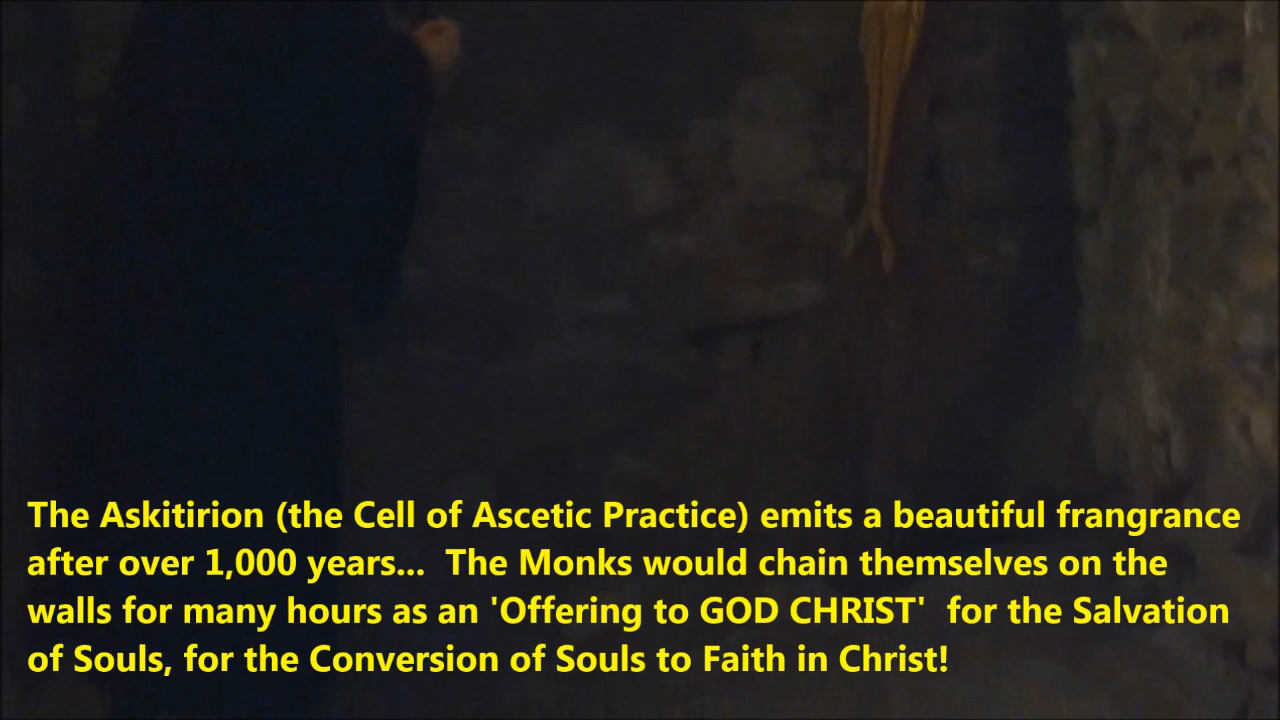 The Askitirion (the Cell of Ascetic Practice) emits a beautiful frangrance
after over 1,000 years...  The Monks would chain themselves on the
walls for many hours as an 'Offering to GOD CHRIST'  for the Salvation
of Souls, for the Conversion of Souls to Faith in Christ!